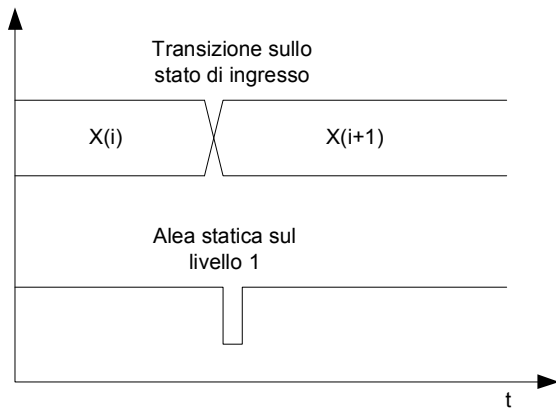 Transizione sullo
stato di ingresso
X(i)
X(i+1)
Alea statica sul
livello 1
t